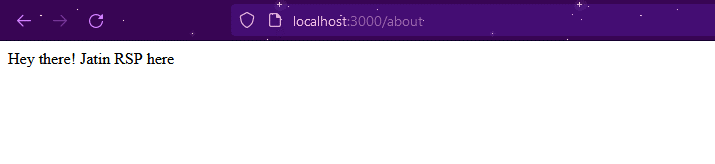 localhost:3000/about
Hey there! Jatin RSP here